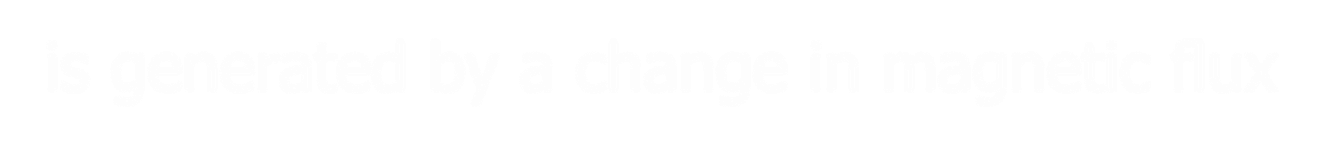 is generated by a change in magnetic flux